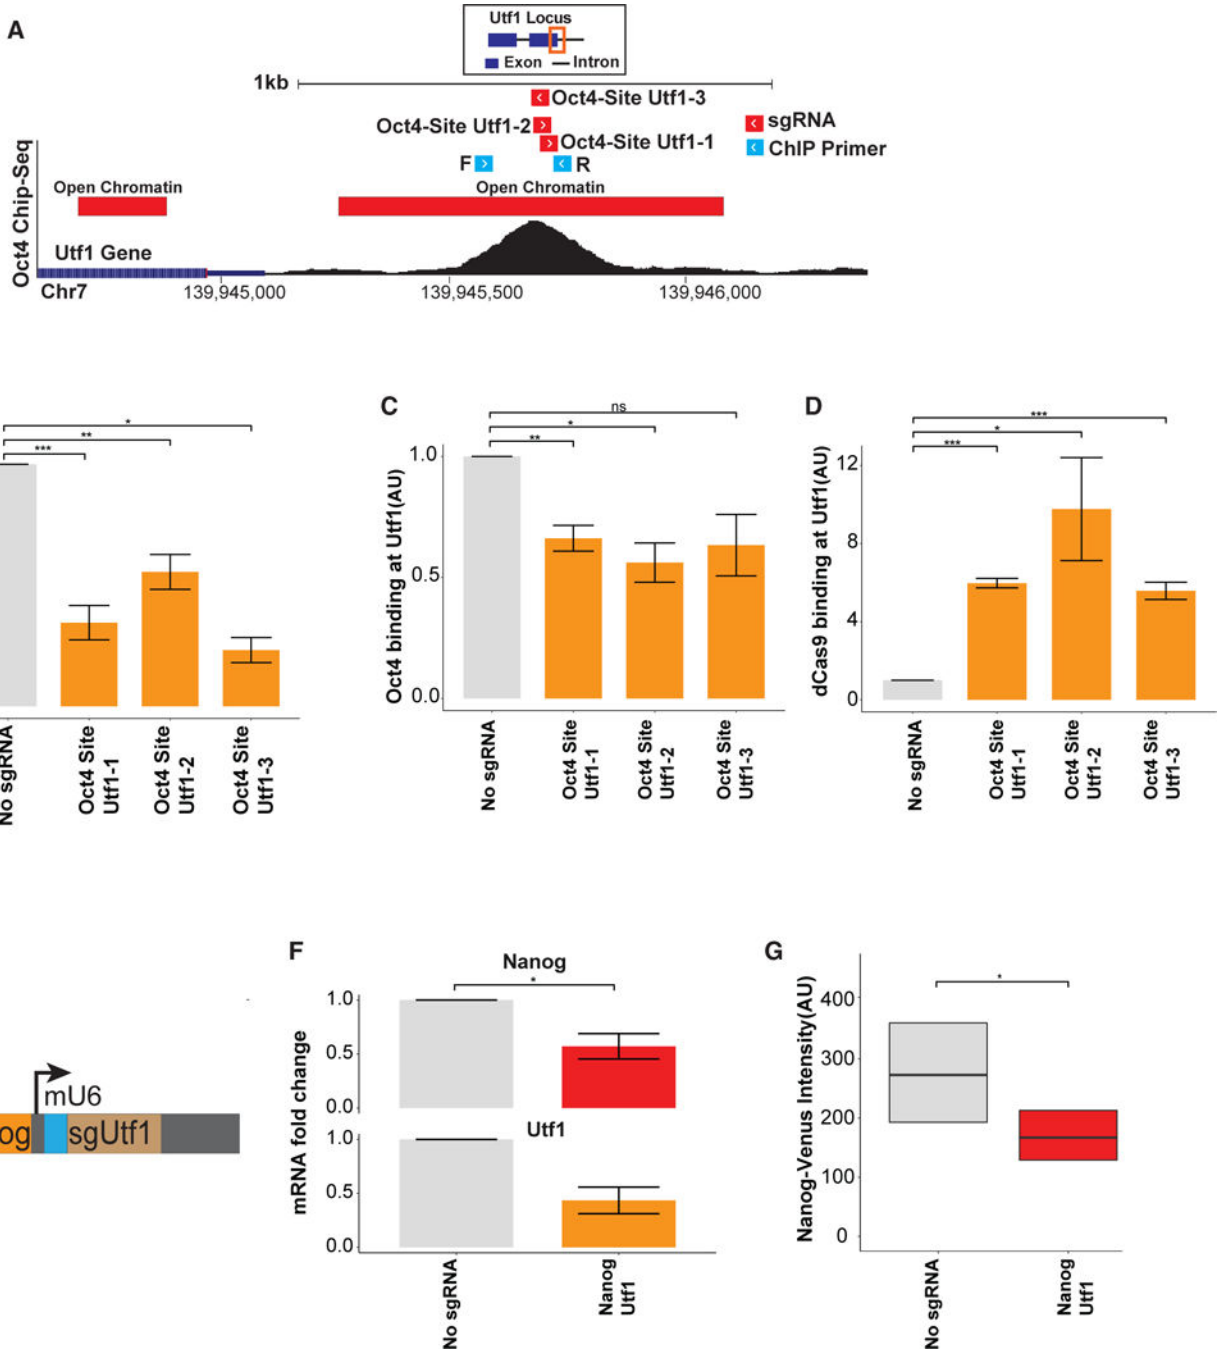 A
Utf1 Locus
Exon Intron
1kb
Oct4-Site Utf1-3
Oct4-Site Utf1-2
Oct4-Site Utf1-1
sgRNA
ChIP Primer
F
R
Oct4 Chip-Seq
Open Chromatin
Open Chromatin
Utf1 Gene
Chr7
139,945,000
139,945,500
139,946,000
*
**
***
No sgRNA
Oct4 Site Utf1-1
Oct4 Site Utf1-2
Oct4 Site Utf1-3
C
ns
*
**
Oct4 binding at Utf1(AU)
1.0
0.5
0.0
No sgRNA
Oct4 Site Utf1-1
Oct4 Site Utf1-2
Oct4 Site Utf1-3
D
***
*
***
dCas9 binding at Utf1(AU)
12
8
4
0
No sgRNA
Oct4 Site Utf1-1
Oct4 Site Utf1-2
Oct4 Site Utf1-3
mU6
og
sgUtf1
F
Nanog
*
mRNA fold change
1.0
0.5
0.0
Utf1
1.0
0.5
0.0
No sgRNA
Nanog Utf1
G
*
Nanog-Venus Intensity(AU)
400
300
200
100
0
No sgRNA
Nanog Utf1